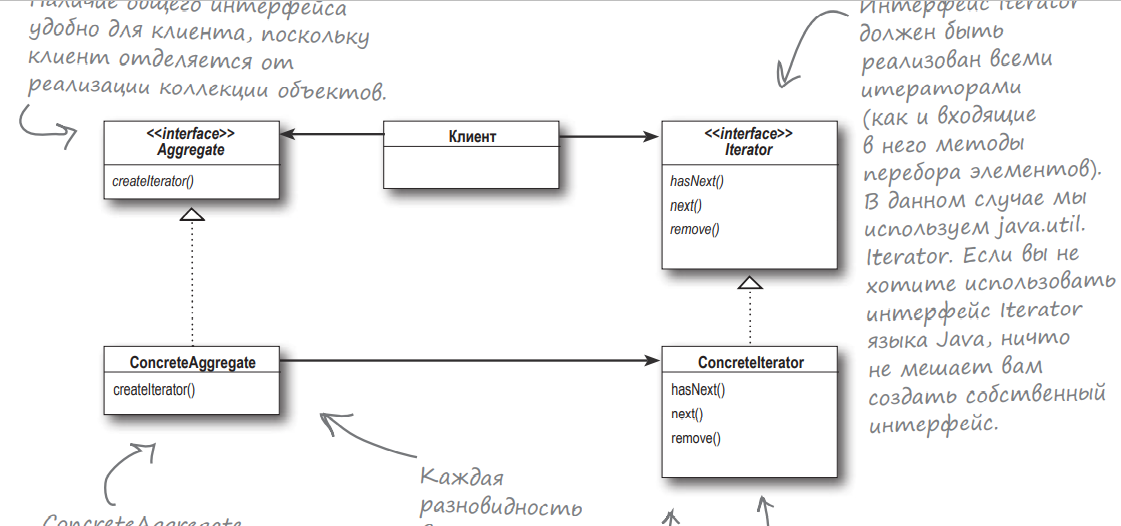 Наличие общего интерфейса
удобно для клиента, поскольку
клиент отделяется от
реализации коллекции объектов.
Интерфейс Iterator
должен быть
реализован всеми
итераторами
(как и входящие
в него методы
перебора элементов).
В данном случае мы
используем java.util.
Iterator. Если вы не
хотите использовать
интерфейс Iterator
языка Java, ничто
не мешает вам
создать собственный
интерфейс.
<<interface>>
Aggregate
createIterator()
Клиент
<<interface>>
Iterator
hasNext()
next()
remove()
ConcreteAggregate
createIterator()
ConcreteIterator
hasNext()
next()
remove()
Каждая
разновидность
ConcreteAggregate